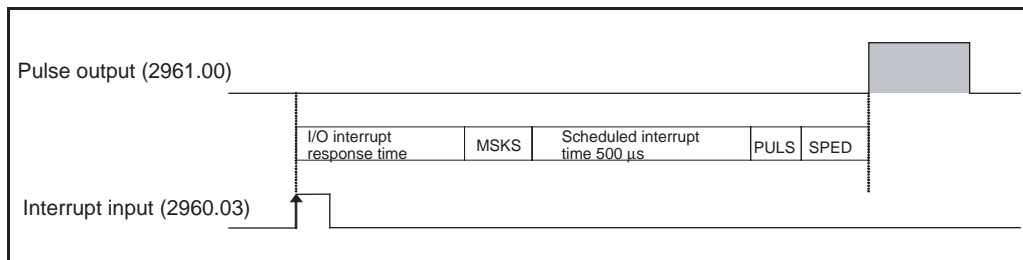 Pulse output (2961.00)
I/O interrupt
response time
MSKS
Scheduled interrupt
time 500 µs
PULS
SPED
Interrupt input (2960.03)